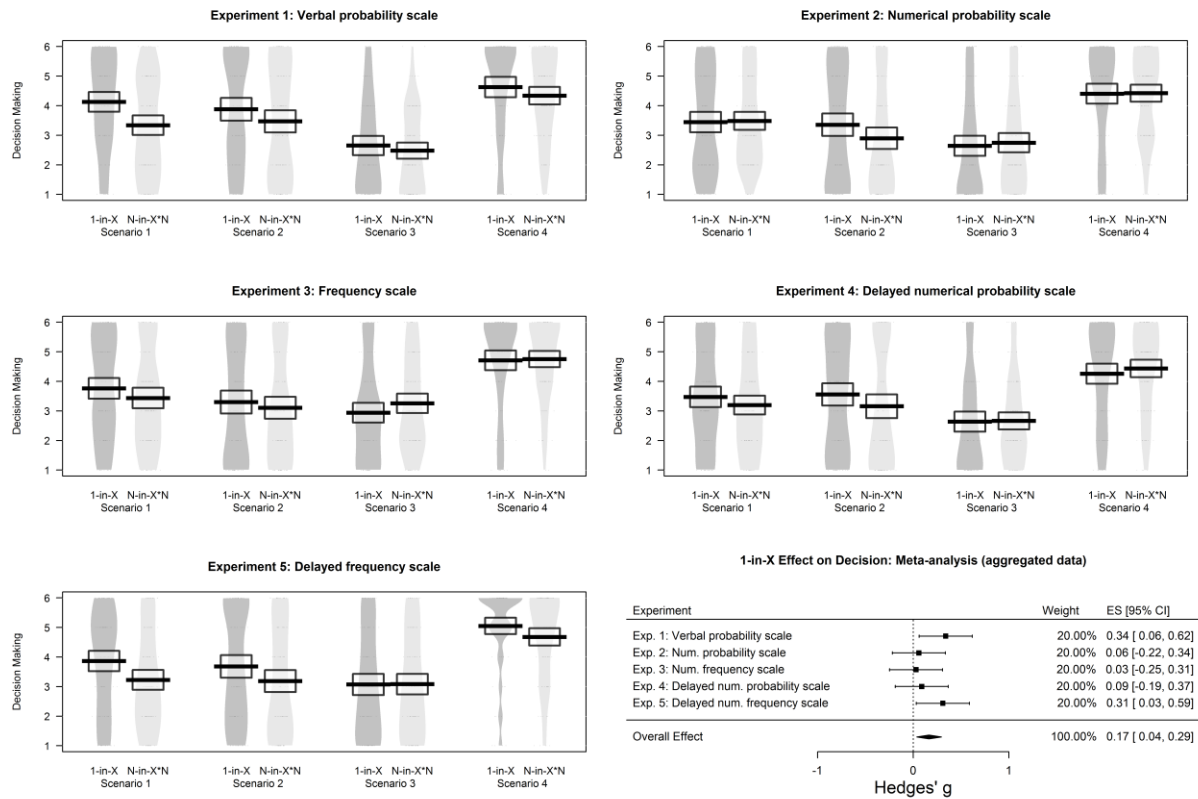 Experiment 1: Verbal probability scale
Decision Making
6
5
4
3
2
1
1-in-X N-in-X*N 1-in-X N-in-X*N 1-in-X N-in-X*N 1-in-X N-in-X*N
Scenario 1 Scenario 2 Scenario 3 Scenario 4
Experiment 2: Numerical probability scale
Decision Making
6
5
4
3
2
1
1-in-X N-in-X*N 1-in-X N-in-X*N 1-in-X N-in-X*N 1-in-X N-in-X*N
Scenario 1 Scenario 2 Scenario 3 Scenario 4
Experiment 3: Frequency scale
Decision Making
6
5
4
3
2
1
1-in-X N-in-X*N 1-in-X N-in-X*N 1-in-X N-in-X*N 1-in-X N-in-X*N
Scenario 1 Scenario 2 Scenario 3 Scenario 4
Experiment 4: Delayed numerical probability scale
Decision Making
6
5
4
3
2
1
1-in-X N-in-X*N 1-in-X N-in-X*N 1-in-X N-in-X*N 1-in-X N-in-X*N
Scenario 1 Scenario 2 Scenario 3 Scenario 4
Experiment 5: Delayed frequency scale
Decision Making
6
5
4
3
2
1
1-in-X N-in-X*N 1-in-X N-in-X*N 1-in-X N-in-X*N 1-in-X N-in-X*N
Scenario 1 Scenario 2 Scenario 3 Scenario 4
1-in-X Effect on Decision: Meta-analysis (aggregated data)
Experiment Weight ES [95% CI]
Exp. 1: Verbal probability scale 20.00% 0.34 [ 0.06, 0.62]
Exp. 2: Num. probability scale 20.00% 0.06 [-0.22, 0.34]
Exp. 3: Num. frequency scale 20.00% 0.03 [-0.25, 0.31]
Exp. 4: Delayed num. probability scale 20.00% 0.09 [-0.19, 0.37]
Exp. 5: Delayed num. frequency scale 20.00% 0.31 [ 0.03, 0.59]
Overall Effect 100.00% 0.17 [ 0.04, 0.29]
-1 0 1
Hedges' g